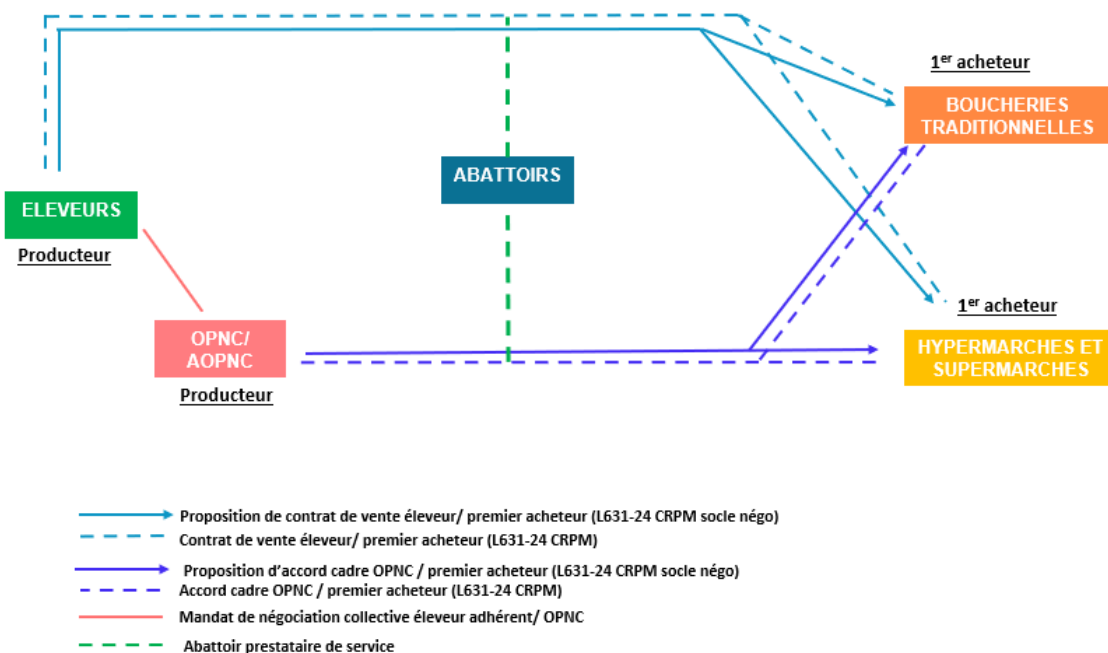 1er acheteur
BOUCHERIES
TRADITIONNELLES
ABATTOIRS
ELEVEURS
Producteur
1er acheteur
OPNC/
AOPNC
HYPERMARCHES ET
SUPERMARCHES
Producteur
Proposition de contrat de vente éleveur/ premier acheteur (L631-24 CRPM socle négo)
Contrat de vente éleveur/ premier acheteur (L631-24 CRPM)
Proposition d'accord cadre OPNC / premier acheteur (L631-24 CRPM socle négo)
Accord cadre OPNC / premier acheteur (L631-24 CRPM)
Mandat de négociation collective éleveur adhérent/ OPNC
Abattoir prestataire de service